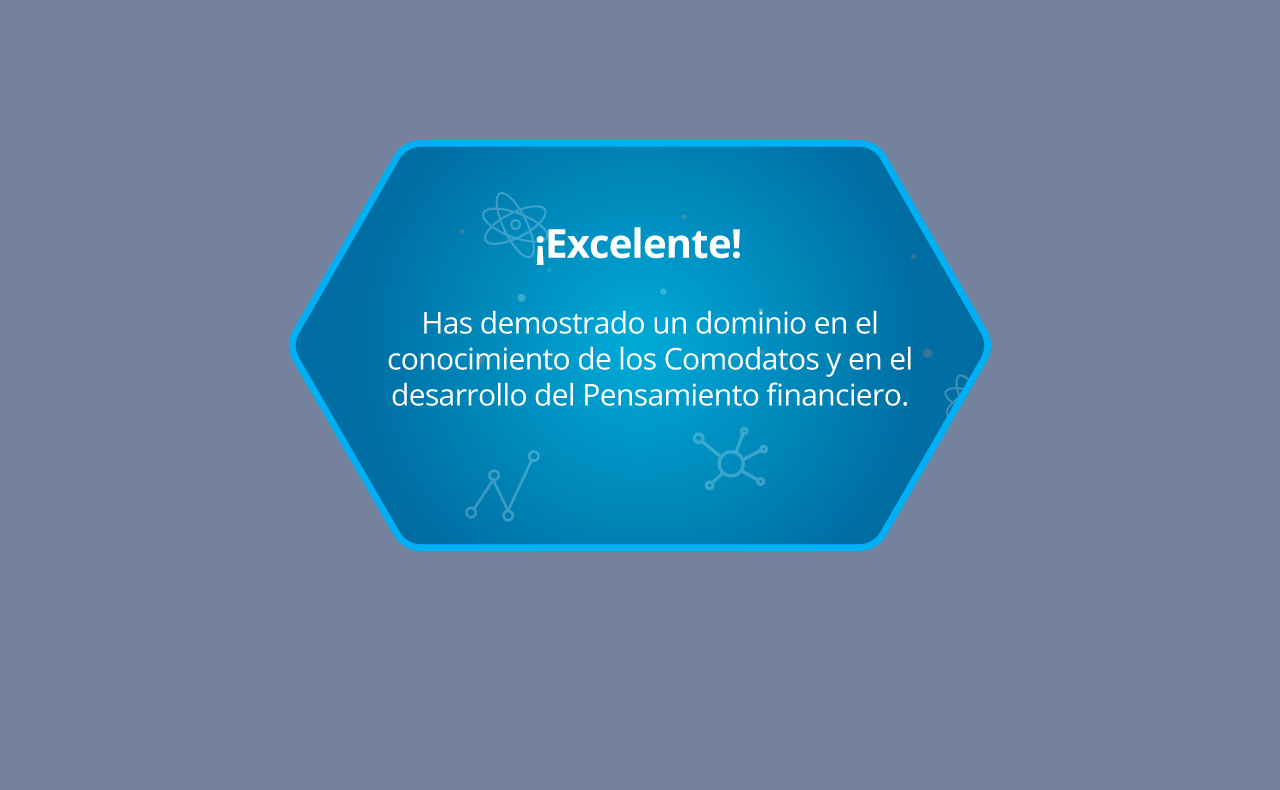 ¡Excelente!
Has demostrado un dominio en el
conocimiento de los Comodatos y en el
desarrollo del Pensamiento financiero.